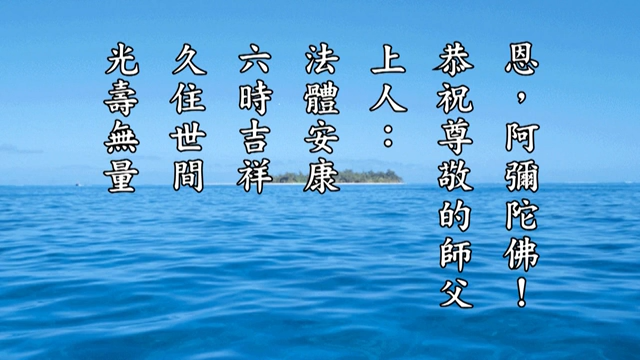 恩，阿彌陀佛！
恭祝尊敬的師父
上人：
法體安康
六時吉祥
久住世間
光壽無量